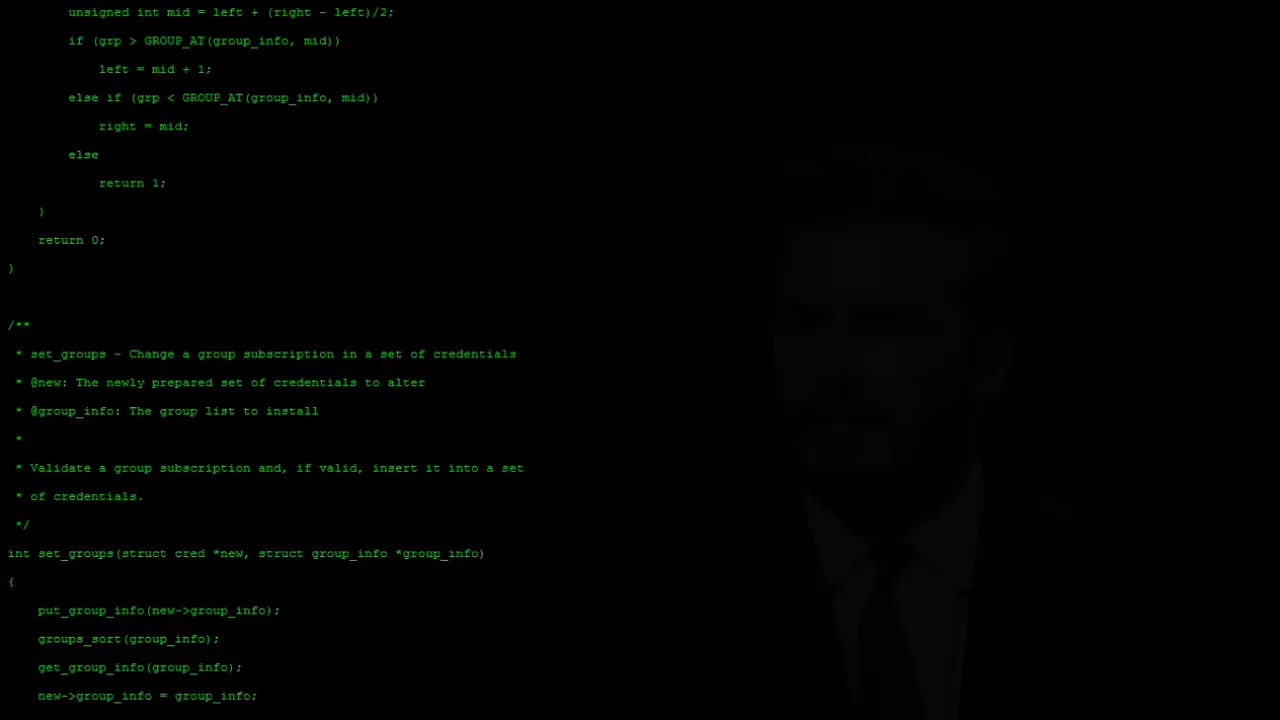 unsigned int mid = left + (right - left)/2;
if (grp > GROUP_AT(group_info, mid))
left = mid + 1;
else if (grp < GROUP_AT(group_info, mid))
right = mid;
else
return 1;
}
return 0;
}
/**
* set_groups - Change a group subscription in a set of credentials
* @new: The newly prepared set of credentials to alter
* @group_info: The group list to install
*
* Validate a group subscription and, if valid, insert it into a set
* of credentials.
*/
int set_groups(struct cred *new, struct group_info *group_info)
{
put_group_info(new->group_info);
groups_sort(group_info);
get_group_info(group_info);
new->group_info = group_info;